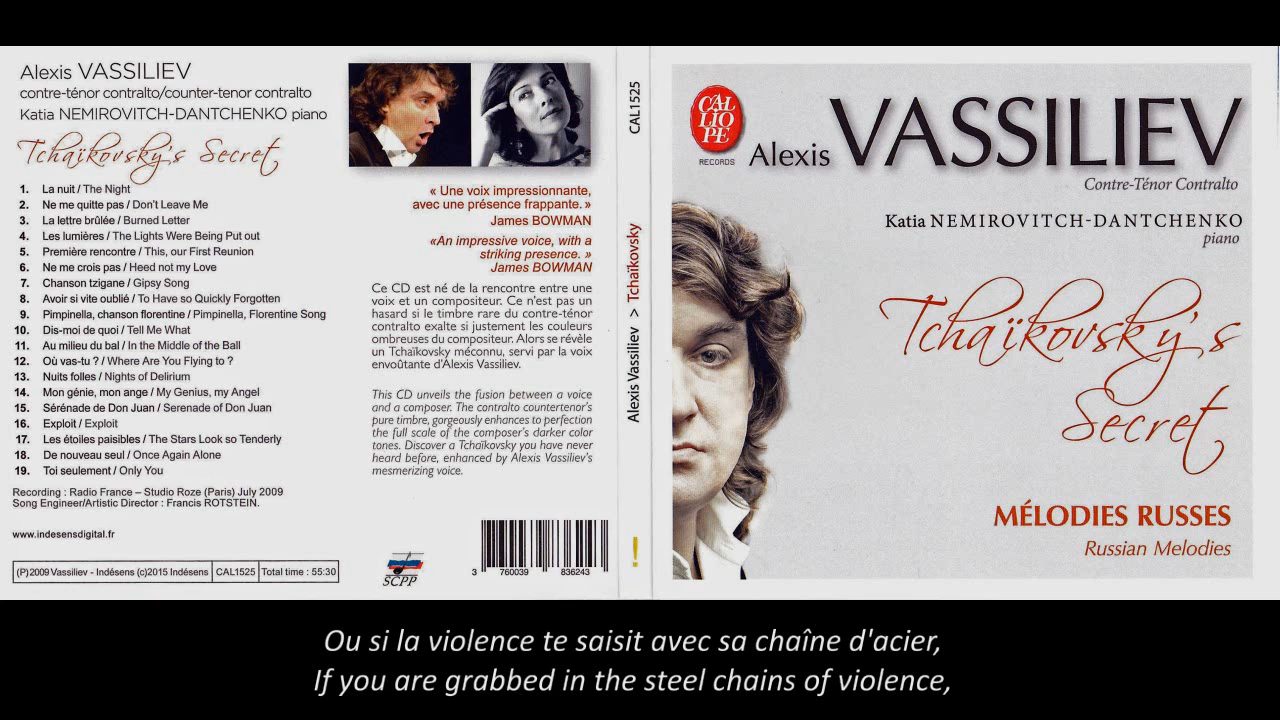 Alexis VASSILIEV
contre-ténor contralto/counter-tenor contralto
Katia NEMIROVITCH-DANTCHENKO piano
Tchaïkovsky's Secret
1. La nuit / The Night
2. Ne me quitte pas / Don't Leave Me
3. La lettre brûlée / Burned Letter
4. Les lumières / The Lights Were Being Put out
5. Première rencontre / This, our First Reunion
6. Ne me crois pas / Heed not my Love
7. Chanson tzigane / Gipsy Song
8. Avoir si vite oublié / To Have so Quickly Forgotten
9. Pimpinella, chanson florentine / Pimpinella, Florentine Song
10. Dis-moi de quoi / Tell Me What
11. Au milieu du bal / In the Middle of the Ball
12. Où vas-tu ? / Where Are You Flying to ?
13. Nuits folles / Nights of Delirium
14. Mon génie, mon ange / My Genius, my Angel
15. Sérénade de Don Juan / Serenade of Don Juan
16. Exploit / Exploit
17. Les étoiles paisibles / The Stars Look so Tenderly
18. De nouveau seul / Once Again Alone
19. Toi seulement / Only You
Recording : Radio France – Studio Roze (Paris) July 2009
Song Engineer/Artistic Director : Francis ROTSTEIN.
www.indesensdigital.fr
(P)2009 Vassiliev - Indésens (c)2015 Indésens CAL1525 Total time : 55:30
« Une voix impressionnante,
avec une présence frappante. »
James BOWMAN
«An impressive voice, with a
striking presence. »
James BOWMAN
Ce CD est né de la rencontre entre une
voix et un compositeur. Ce n'est pas un
hasard si le timbre rare du contre-ténor
contralto exalte si justement les couleurs
ombreuses du compositeur. Alors se révèle
un Tchaïkovsky méconnu, servi par la voix
envoûtante d'Alexis Vassiliev.
This CD unveils the fusion between a voice
and a composer. The contralto countertenor's
pure timbre, gorgeously enhances to perfection
the full scale of the composer's darker color
tones. Discover a Tchaïkovsky you have never
heard before, enhanced by Alexis Vassiliev's
mesmerizing voice.
SCPP
3 760039 836243
CAL1525
Alexis Vassiliev > Tchaïkovsky
!
CAL
LIO
PE
RECORDS
Alexis VASSILIEV
Contre-Ténor Contralto
Katia NEMIROVITCH-DANTCHENKO
piano
Tchaïkovsky's
Secret
MÉLODIES RUSSES
Russian Melodies
Ou si la violence te saisit avec sa chaîne d'acier,
If you are grabbed in the steel chains of violence,